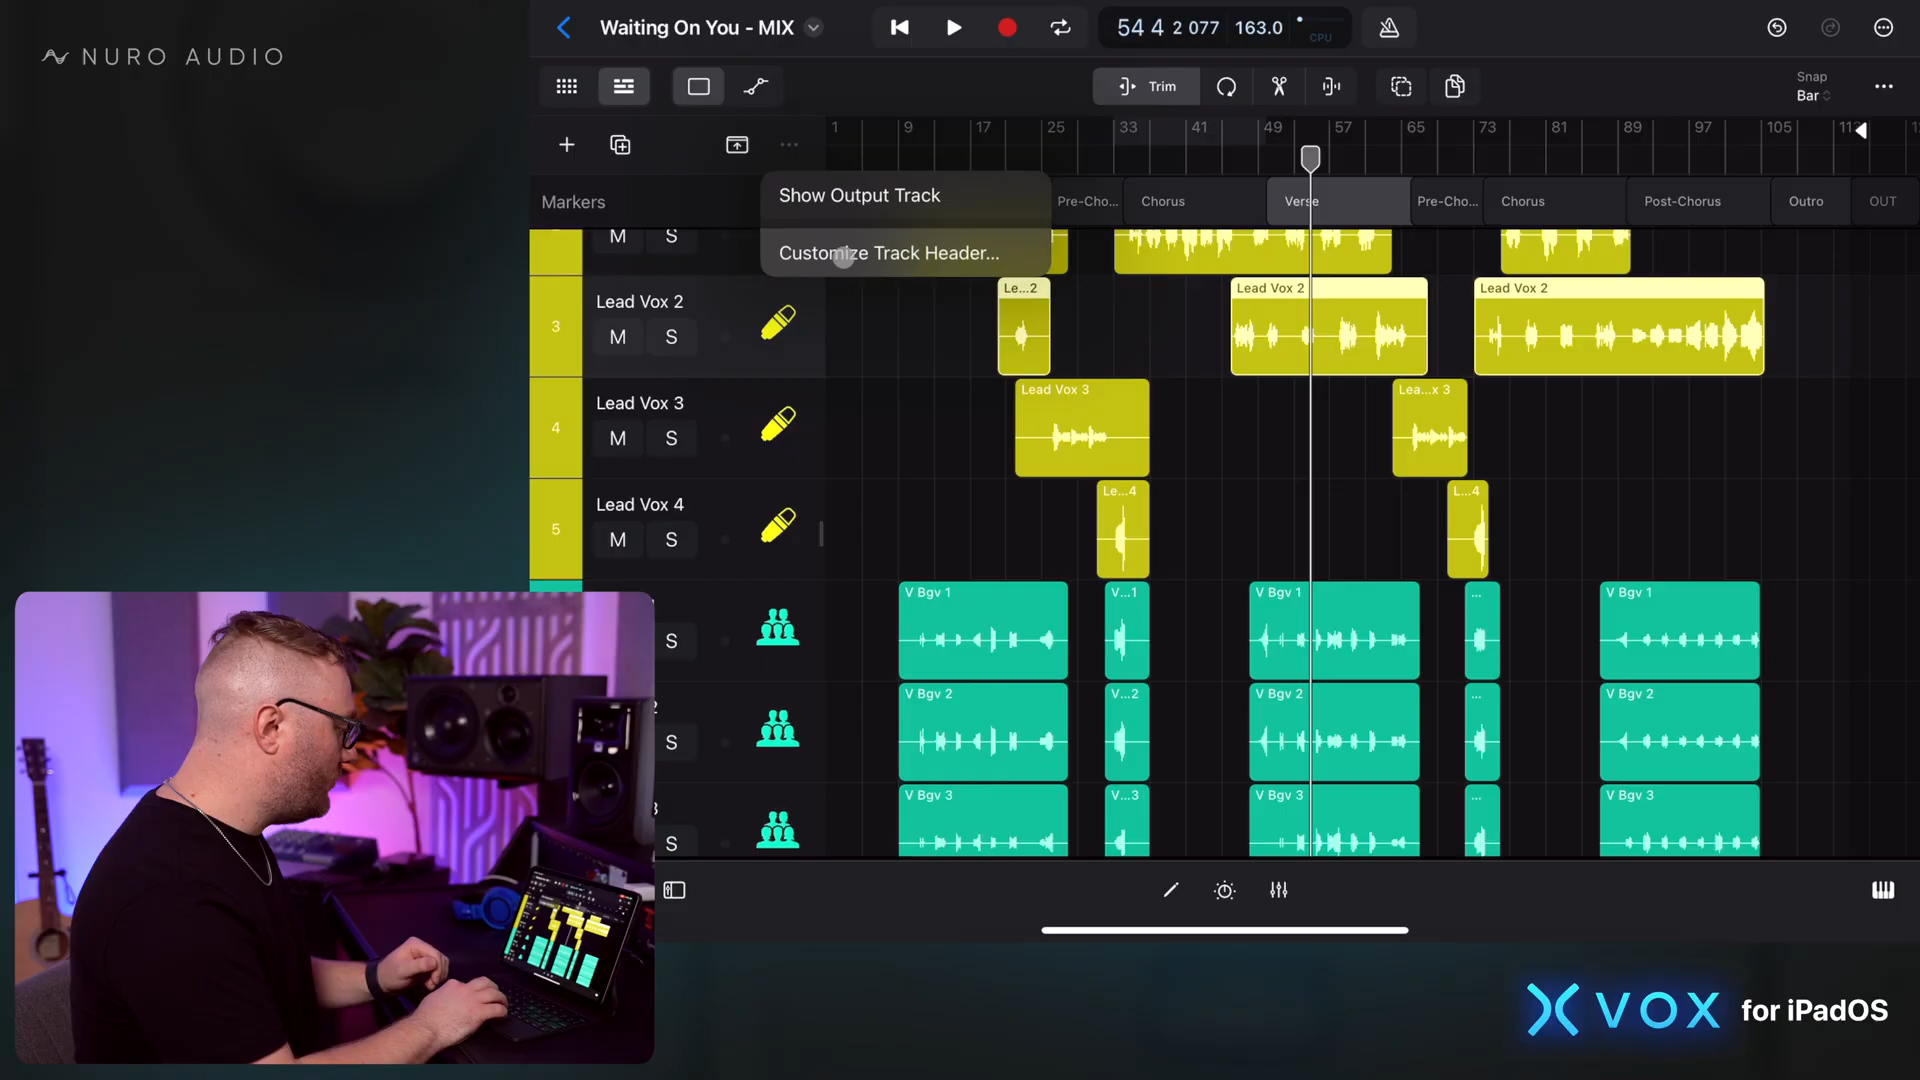 NURO AUDIO
Waiting On You - MIX
54 4 2 077 163.0
CPU
Trim
Snap
Bar
1 9 17 25 33 41 49 57 65 73 81 89 97 105
Markers
Show Output Track
Customize Track Header...
Pre-Cho... Chorus Verse Pre-Cho... Chorus Post-Chorus Outro OUT
M S
3
Lead Vox 2
M S
Le...2 Lead Vox 2 Lead Vox 2
4
Lead Vox 3
M S
Lead Vox 3 Lea...x 3
5
Lead Vox 4
M S
Le...4 L...4
S
V Bgv 1 V...1 V Bgv 1 ... V Bgv 1
S
V Bgv 2 V...2 V Bgv 2 ... V Bgv 2
S
V Bgv 3 V...3 V Bgv 3 ... V Bgv 3
VOX for iPadOS